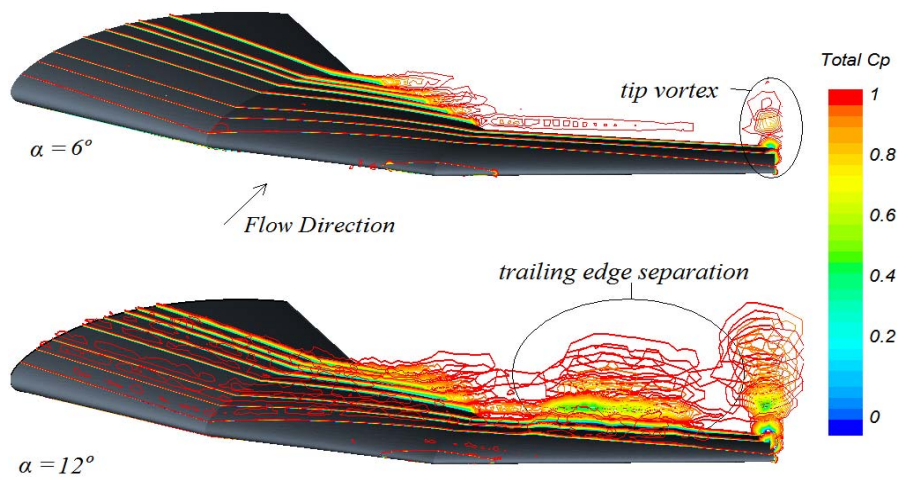 Total Cp
tip vortex
1
0.8
0.6
0.4
0.2
0
α = 6º
Flow Direction
trailing edge separation
α = 12º